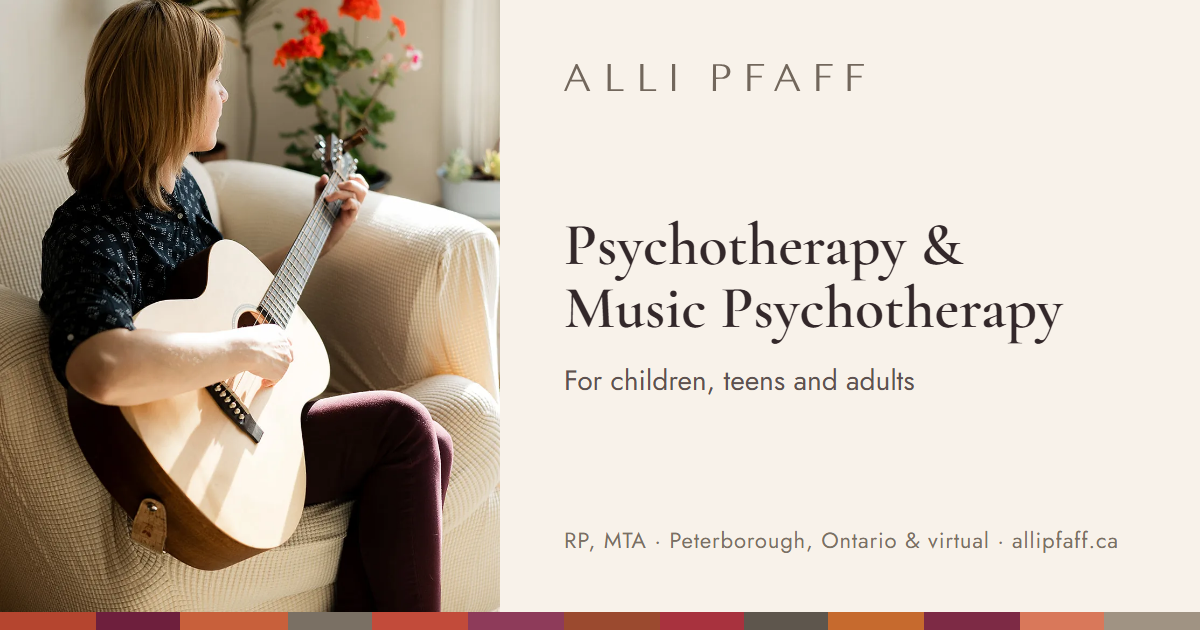 ALLI PFAFF
Psychotherapy &
Music Psychotherapy
For children, teens and adults
RP, MTA · Peterborough, Ontario & virtual · allipfaff.ca